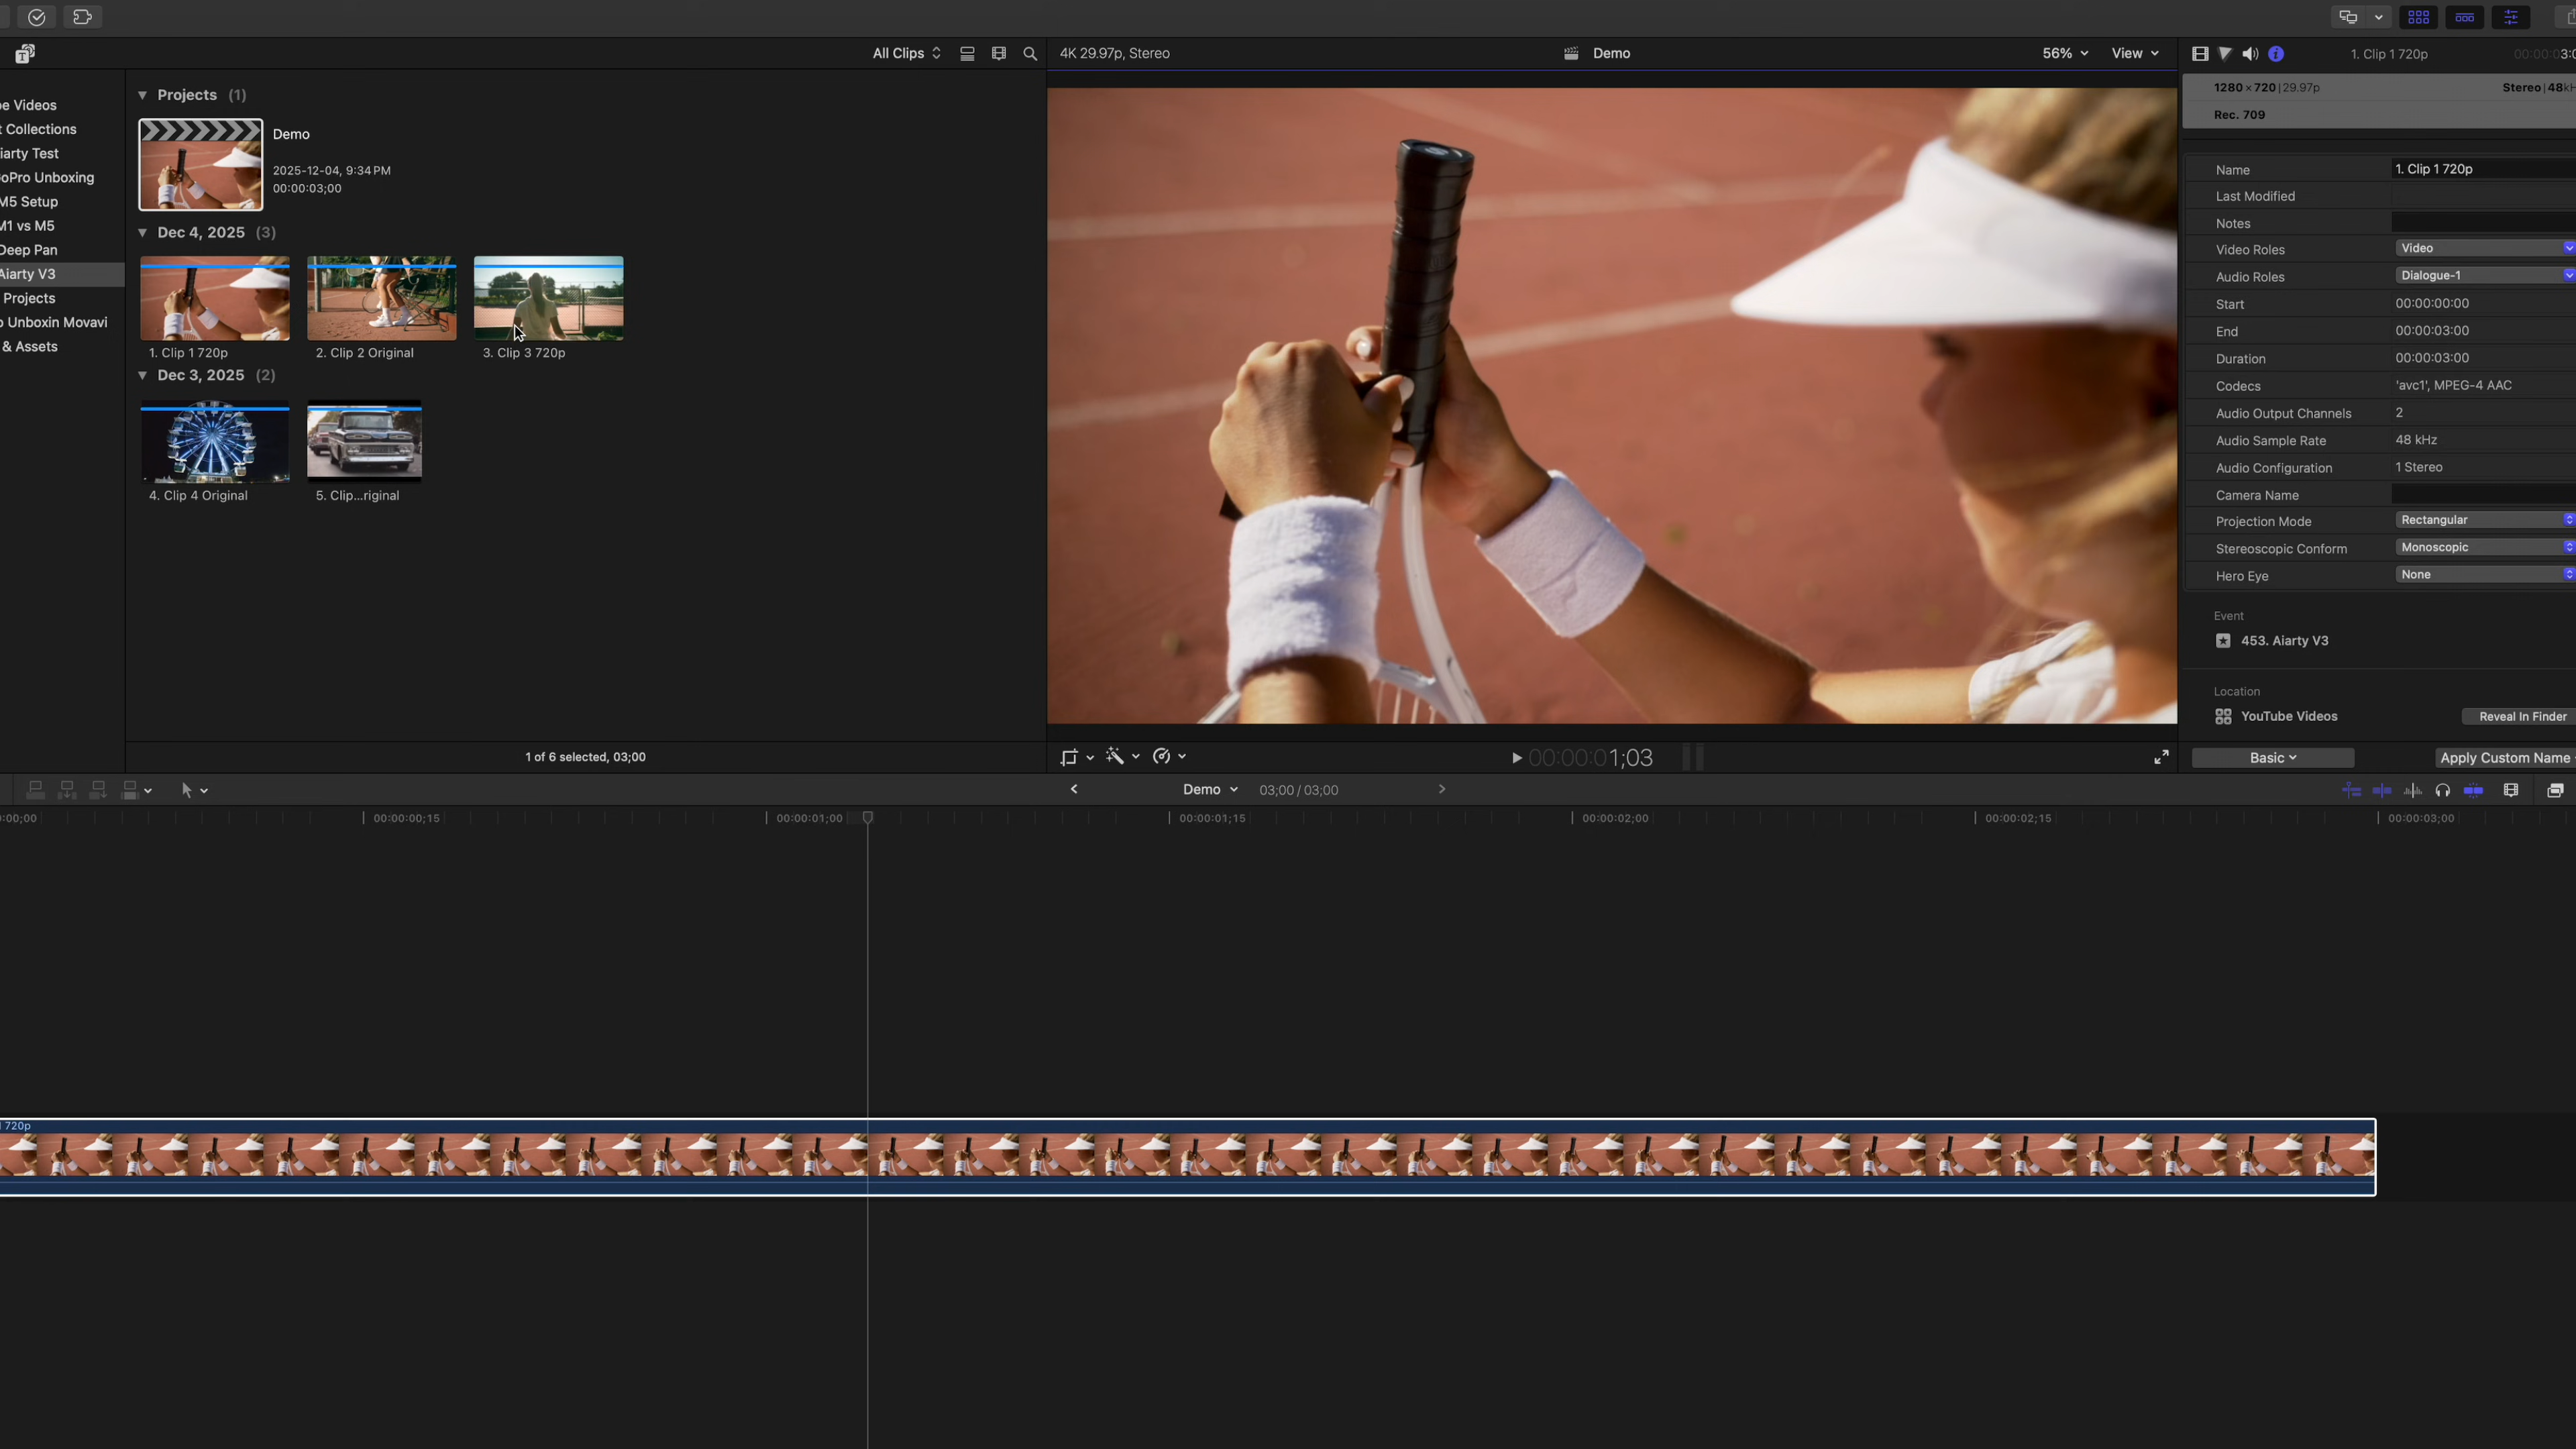 All Clips
4K 29.97p, Stereo
Demo
56%
View
1. Clip 1 720p
00:00:03:0
be Videos
t Collections
iarty Test
oPro Unboxing
M5 Setup
M1 vs M5
Deep Pan
Aiarty V3
Projects
o Unboxin Movavi
& Assets
Projects (1)
Demo
2025-12-04, 9:34 PM
00:00:03;00
Dec 4, 2025 (3)
1. Clip 1 720p
2. Clip 2 Original
3. Clip 3 720p
Dec 3, 2025 (2)
4. Clip 4 Original
5. Clip...riginal
1 of 6 selected, 03;00
00:00:01;03
1280 × 720 | 29.97p
Stereo | 48kH
Rec. 709
Name
1. Clip 1 720p
Last Modified
Notes
Video Roles
Video
Audio Roles
Dialogue-1
Start
00:00:00:00
End
00:00:03:00
Duration
00:00:03:00
Codecs
'avc1', MPEG-4 AAC
Audio Output Channels
2
Audio Sample Rate
48 kHz
Audio Configuration
1 Stereo
Camera Name
Projection Mode
Rectangular
Stereoscopic Conform
Monoscopic
Hero Eye
None
Event
453. Aiarty V3
Location
YouTube Videos
Reveal In Finder
Basic
Apply Custom Name
Demo
03;00 / 03;00
0:00;00
00:00:00;15
00:00:01;00
00:00:01;15
00:00:02;00
00:00:02;15
00:00:03;00
720p